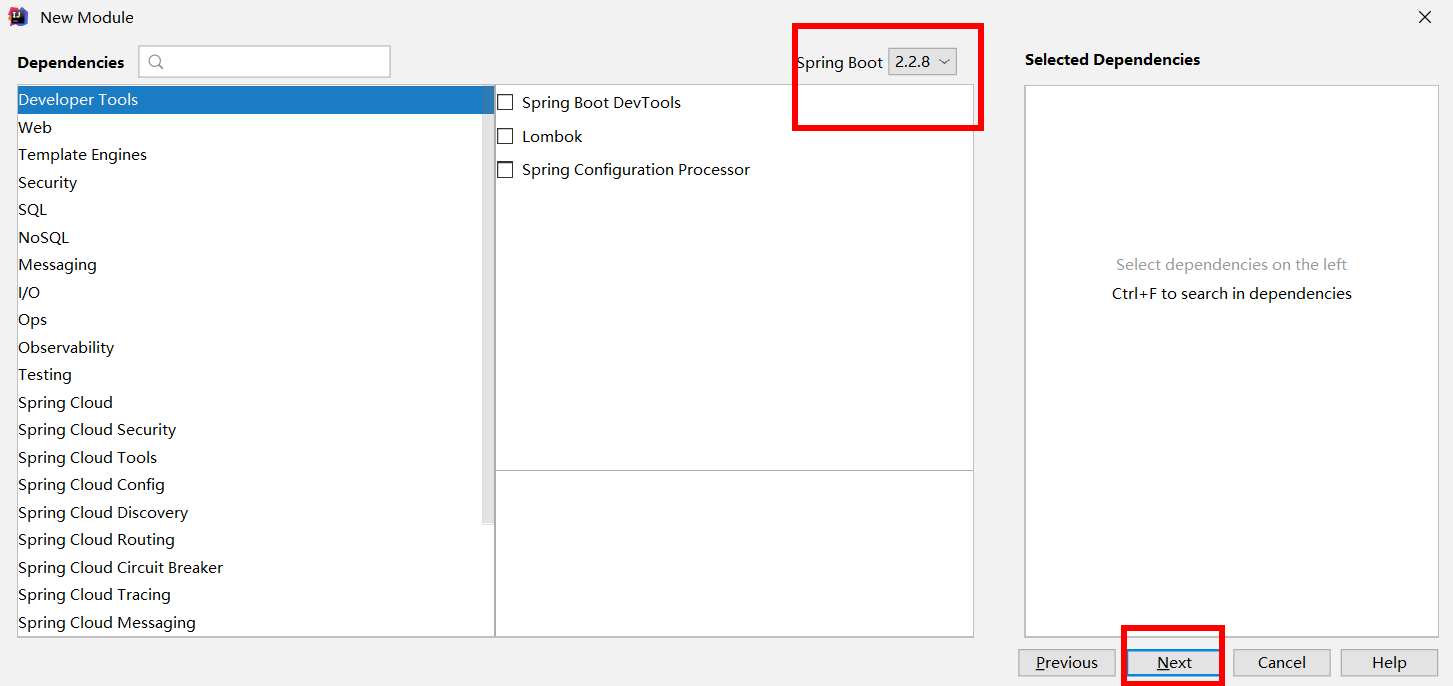 New Module
Dependencies
Spring Boot 2.2.8
Selected Dependencies
Developer Tools
Web
Template Engines
Security
SQL
NoSQL
Messaging
I/O
Ops
Observability
Testing
Spring Cloud
Spring Cloud Security
Spring Cloud Tools
Spring Cloud Config
Spring Cloud Discovery
Spring Cloud Routing
Spring Cloud Circuit Breaker
Spring Cloud Tracing
Spring Cloud Messaging
Spring Boot DevTools
Lombok
Spring Configuration Processor
Select dependencies on the left
Ctrl+F to search in dependencies
Previous
Next
Cancel
Help